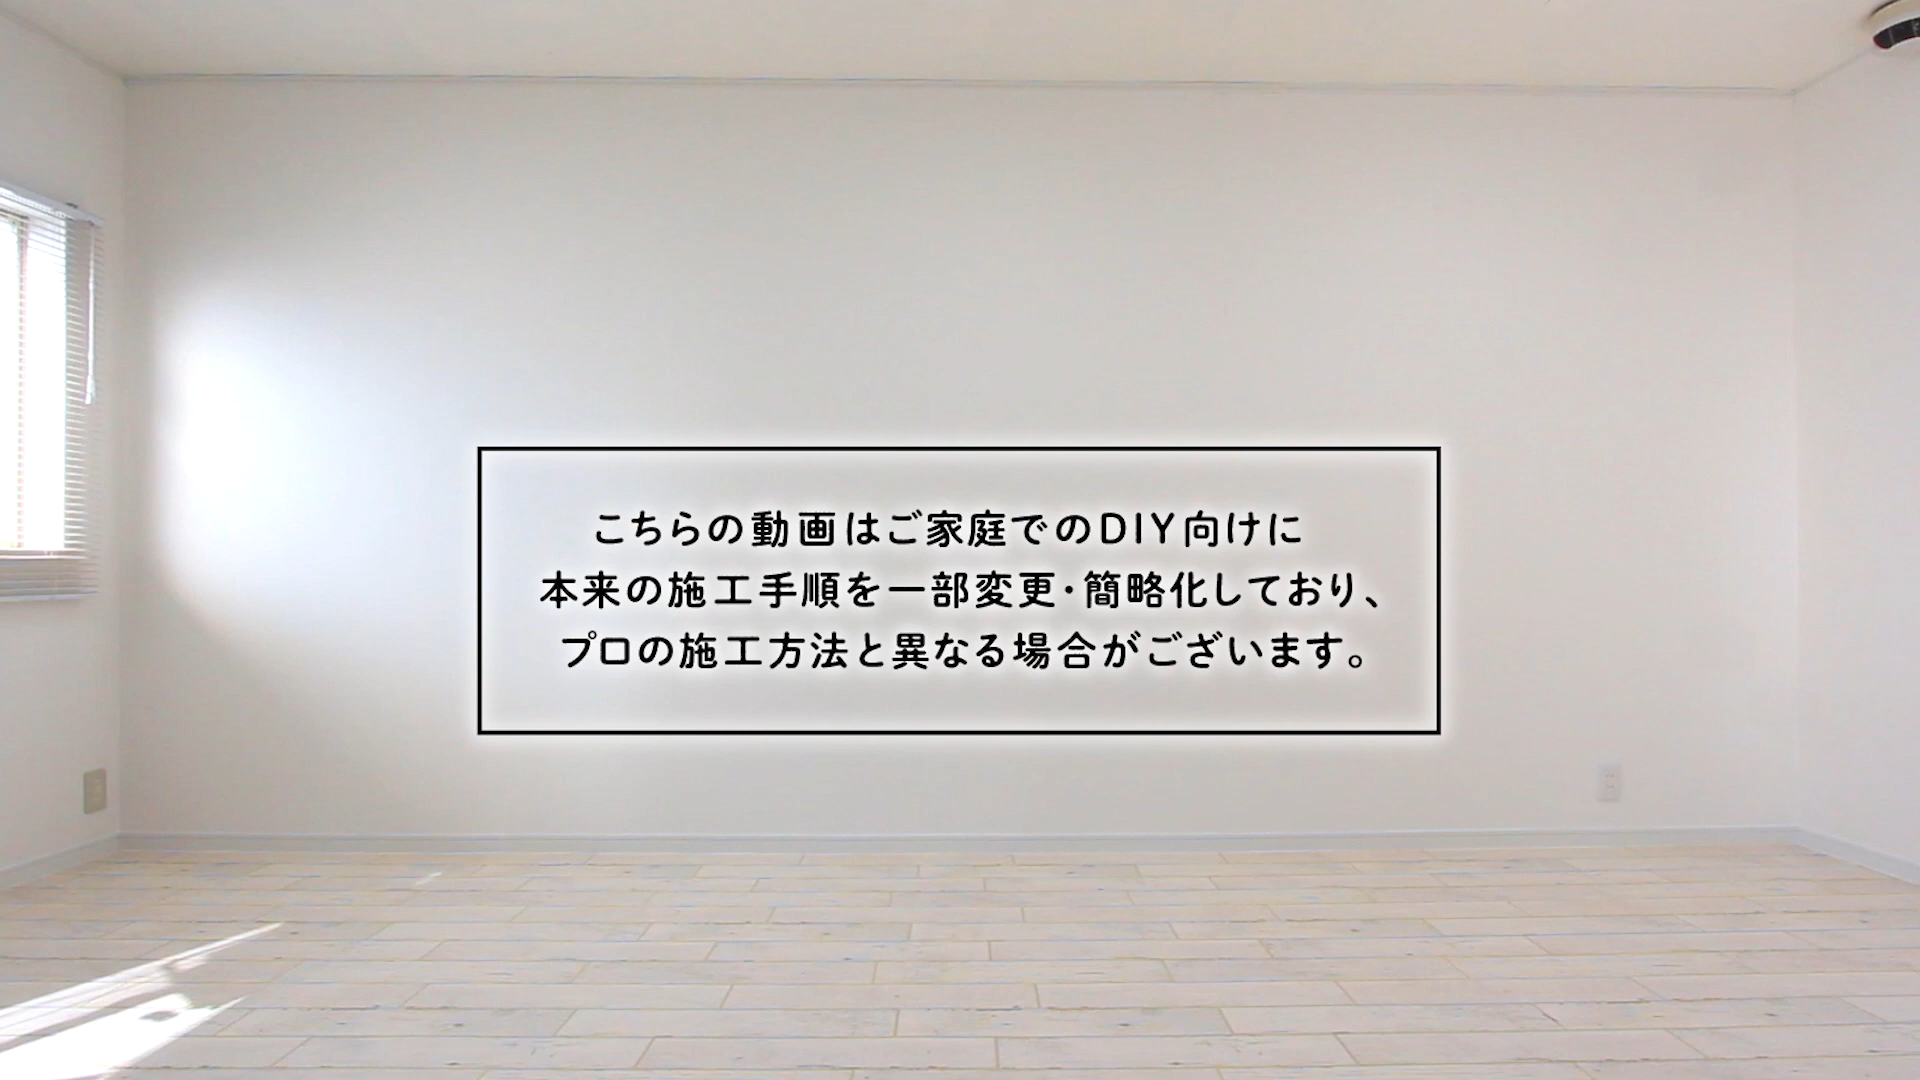 こちらの動画はご家庭でのDIY向けに
本来の施工手順を一部変更・簡略化しており、
プロの施工方法と異なる場合がございます。